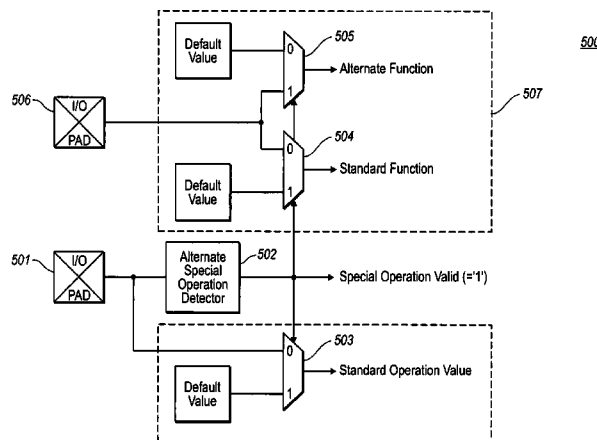 500
505
Default
Value
0
1
Alternate Function
507
506
I/O
PAD
504
0
1
Standard Function
Default
Value
501
I/O
PAD
502
Alternate
Special
Operation
Detector
Special Operation Valid (='1')
503
0
1
Standard Operation Value
Default
Value